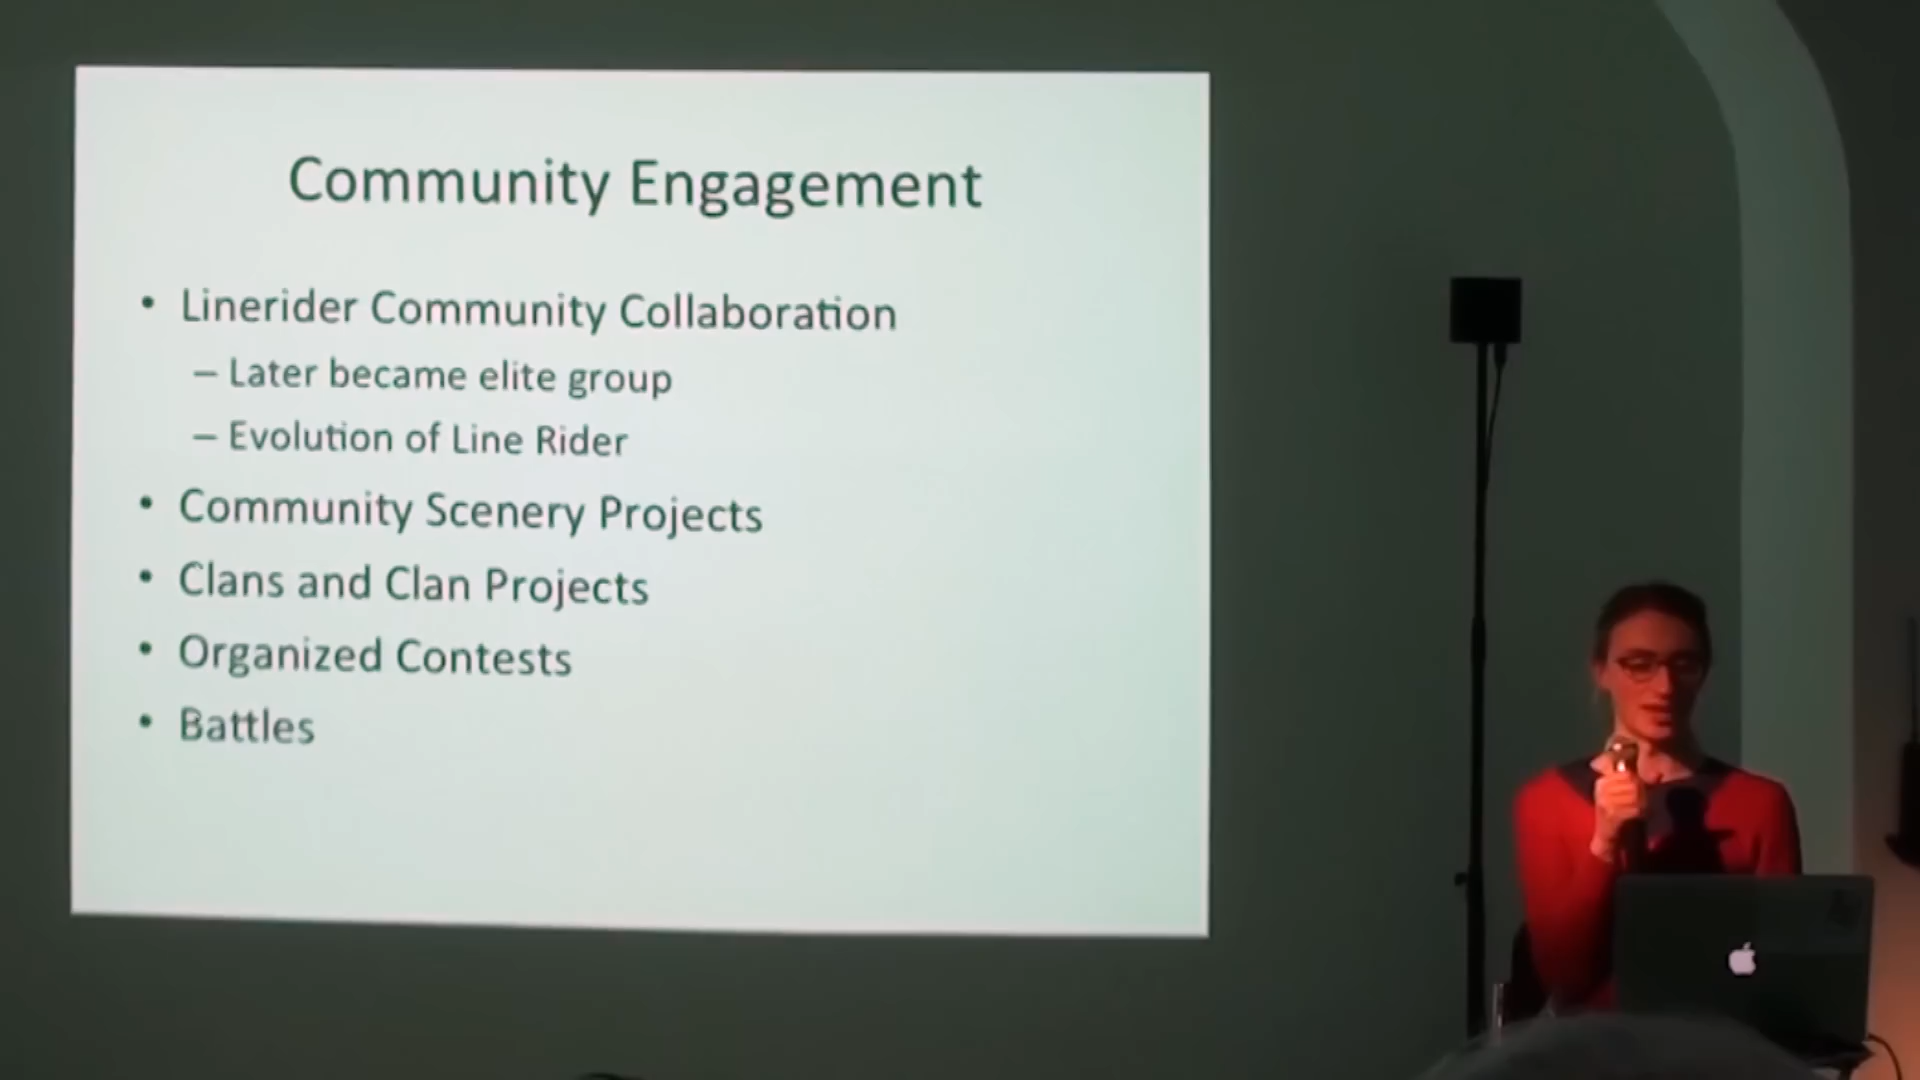 Community Engagement
• Linerider Community Collaboration
– Later became elite group
– Evolution of Line Rider
• Community Scenery Projects
• Clans and Clan Projects
• Organized Contests
• Battles